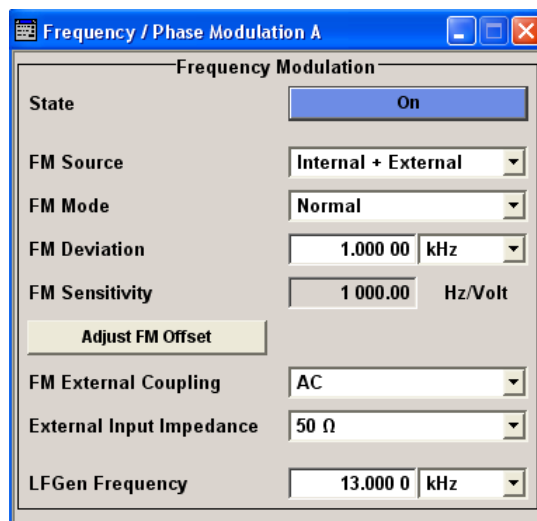 Frequency / Phase Modulation A
Frequency Modulation
State On
FM Source Internal + External
FM Mode Normal
FM Deviation 1.000 00 kHz
FM Sensitivity 1 000.00 Hz/Volt
Adjust FM Offset
FM External Coupling AC
External Input Impedance 50 Ω
LFGen Frequency 13.000 0 kHz